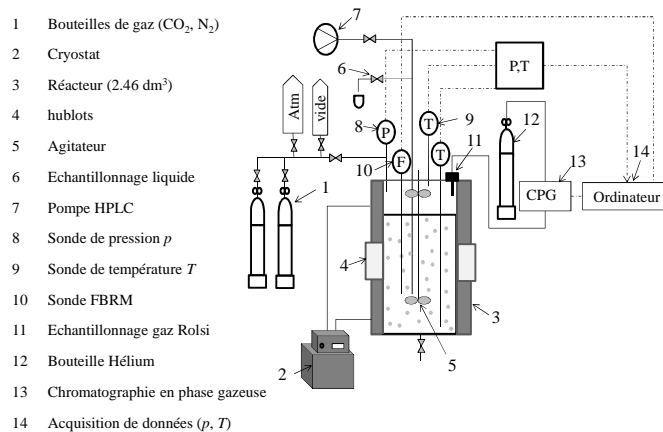 1 Bouteilles de gaz (CO₂, N₂)
2 Cryostat
3 Réacteur (2.46 dm³)
4 hublots
5 Agitateur
6 Echantillonnage liquide
7 Pompe HPLC
8 Sonde de pression p
9 Sonde de température T
10 Sonde FBRM
11 Echantillonnage gaz Rolsi
12 Bouteille Hélium
13 Chromatographie en phase gazeuse
14 Acquisition de données (p, T)
7
6
Atm
vide
P,T
8
P
T
9
12
11
13
14
10
F
T
1
CPG
Ordinateur
4
3
2
5